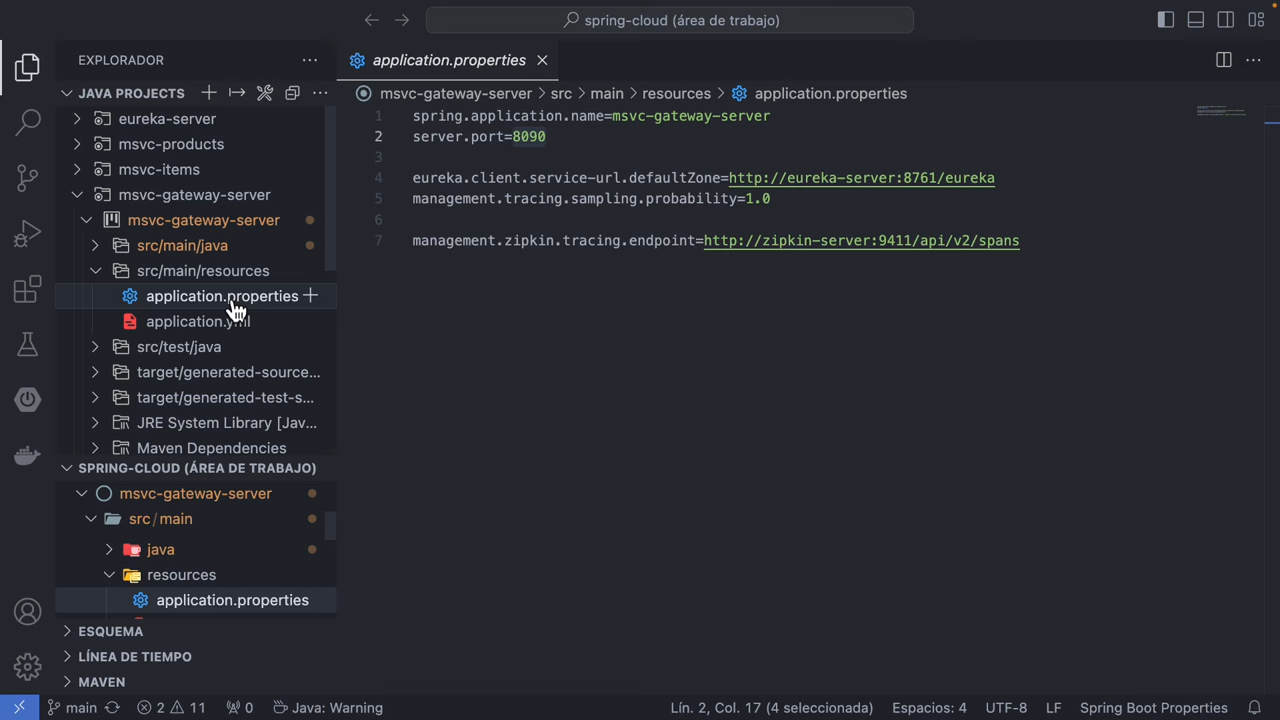 spring-cloud (área de trabajo)
EXPLORADOR
JAVA PROJECTS
eureka-server
msvc-products
msvc-items
msvc-gateway-server
msvc-gateway-server
src/main/java
src/main/resources
application.properties
src/test/java
target/generated-source...
target/generated-test-s...
JRE System Library [Jav...
Maven Dependencies
SPRING-CLOUD (ÁREA DE TRABAJO)
msvc-gateway-server
src/main
java
resources
application.properties
ESQUEMA
LÍNEA DE TIEMPO
MAVEN
application.properties
msvc-gateway-server > src > main > resources > application.properties
1 spring.application.name=msvc-gateway-server
2 server.port=8090
3
4 eureka.client.service-url.defaultZone=http://eureka-server:8761/eureka
5 management.tracing.sampling.probability=1.0
6
7 management.zipkin.tracing.endpoint=http://zipkin-server:9411/api/v2/spans
main 2 11 0 Java: Warning Lín. 2, Col. 17 (4 seleccionada) Espacios: 4 UTF-8 LF Spring Boot Properties